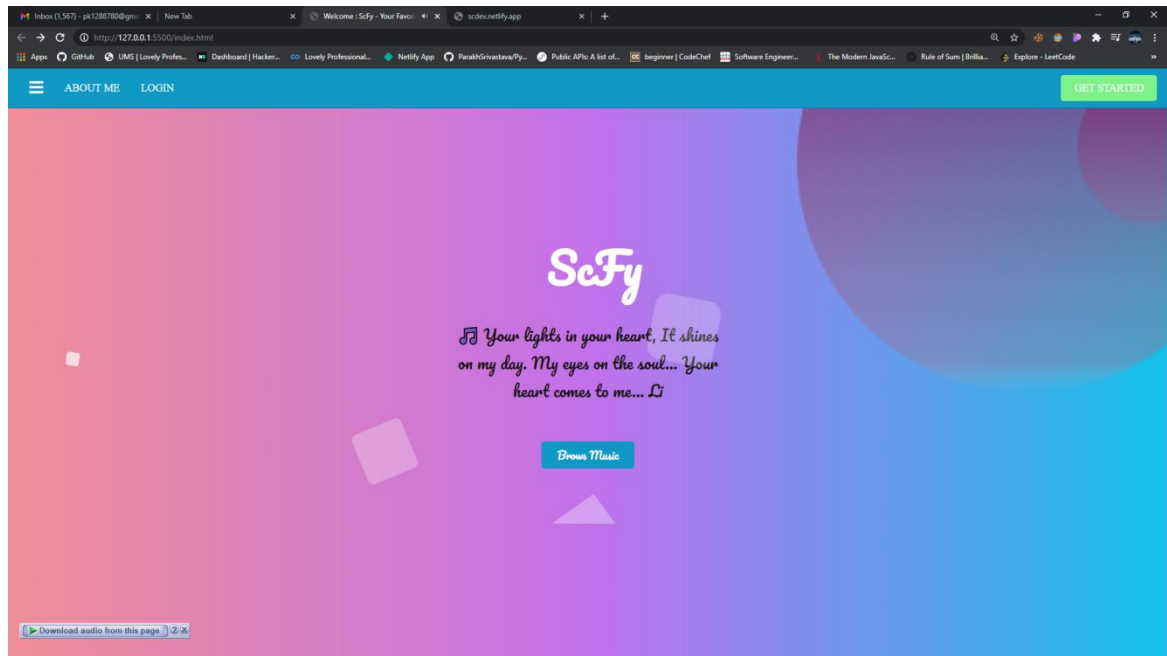 Inbox (1,567) - pk1288780@gm
New Tab
Welcome : ScFy - Your Favor
scdev.netlify.app
http://127.0.0.1:5500/index.html
Apps GitHub UMS | Lovely Profes... Dashboard | Hacker... Lovely Professional... Netlify App ParakhSrivastava/Py... Public APIs: A list of... beginner | CodeChef Software Engineer... The Modern JavaSc... Rule of Sum | Brillia... Explore - LeetCode »
ABOUT ME LOGIN GET STARTED
ScFy
🎵 Your lights in your heart, It shines
on my day. My eyes on the soul... Your
heart comes to me... Li
Brows Music
Download audio from this page ? x